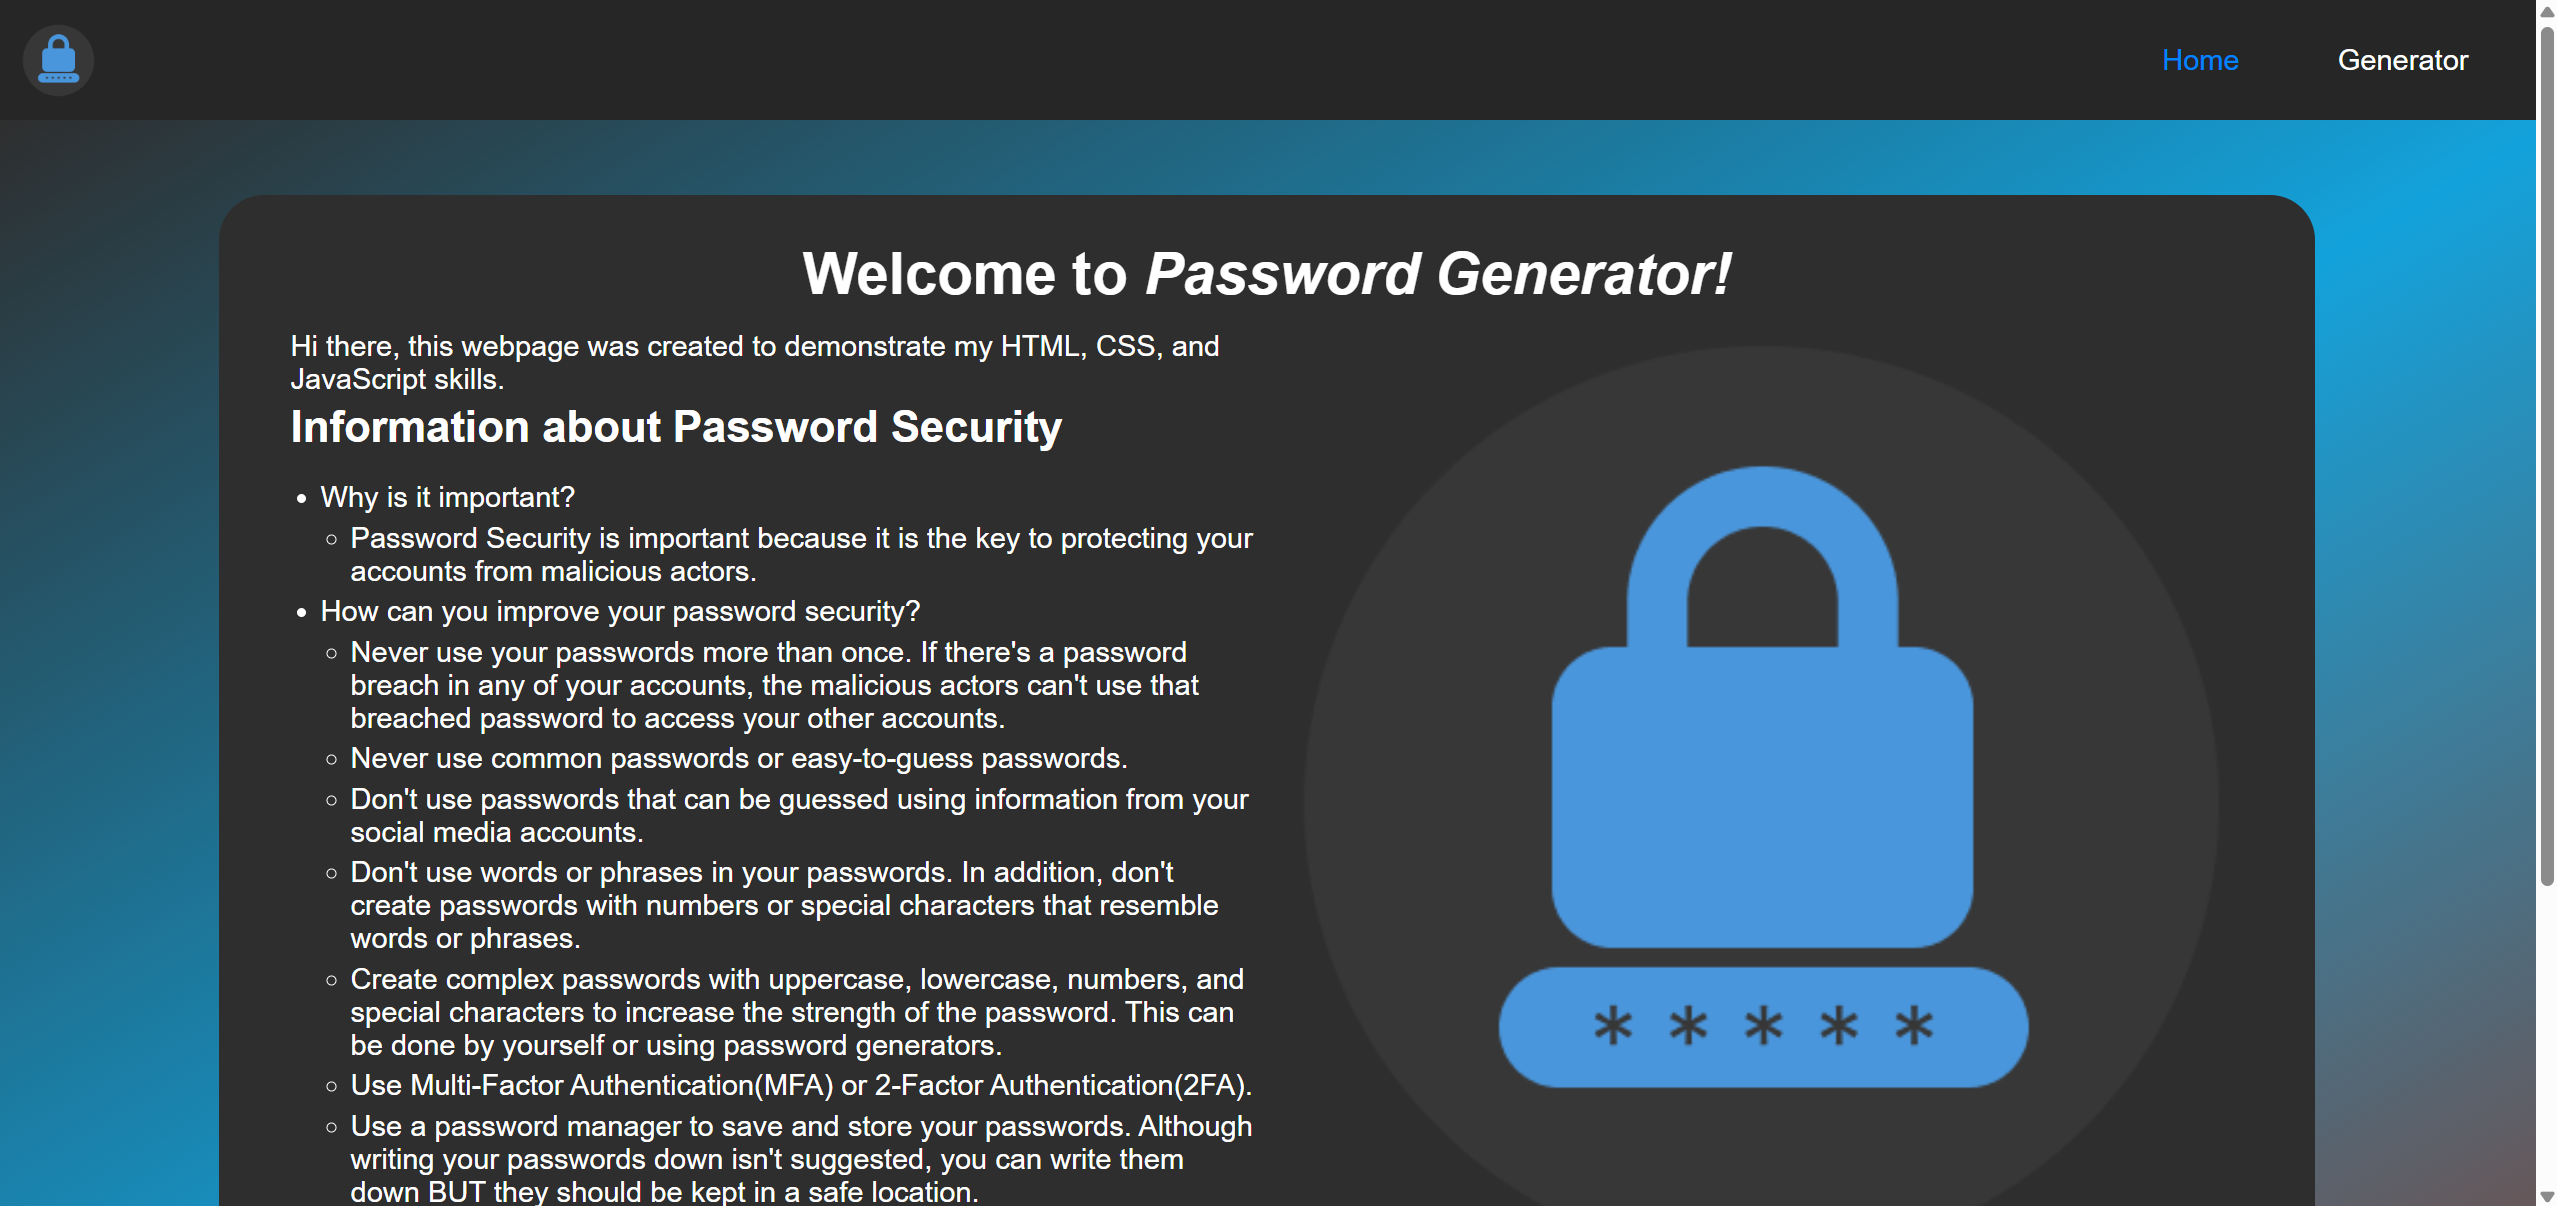 Home Generator
Welcome to Password Generator!
Hi there, this webpage was created to demonstrate my HTML, CSS, and
JavaScript skills.
Information about Password Security
Why is it important?
Password Security is important because it is the key to protecting your
accounts from malicious actors.
How can you improve your password security?
Never use your passwords more than once. If there's a password
breach in any of your accounts, the malicious actors can't use that
breached password to access your other accounts.
Never use common passwords or easy-to-guess passwords.
Don't use passwords that can be guessed using information from your
social media accounts.
Don't use words or phrases in your passwords. In addition, don't
create passwords with numbers or special characters that resemble
words or phrases.
Create complex passwords with uppercase, lowercase, numbers, and
special characters to increase the strength of the password. This can
be done by yourself or using password generators.
Use Multi-Factor Authentication(MFA) or 2-Factor Authentication(2FA).
Use a password manager to save and store your passwords. Although
writing your passwords down isn't suggested, you can write them
down BUT they should be kept in a safe location.
* * * * *